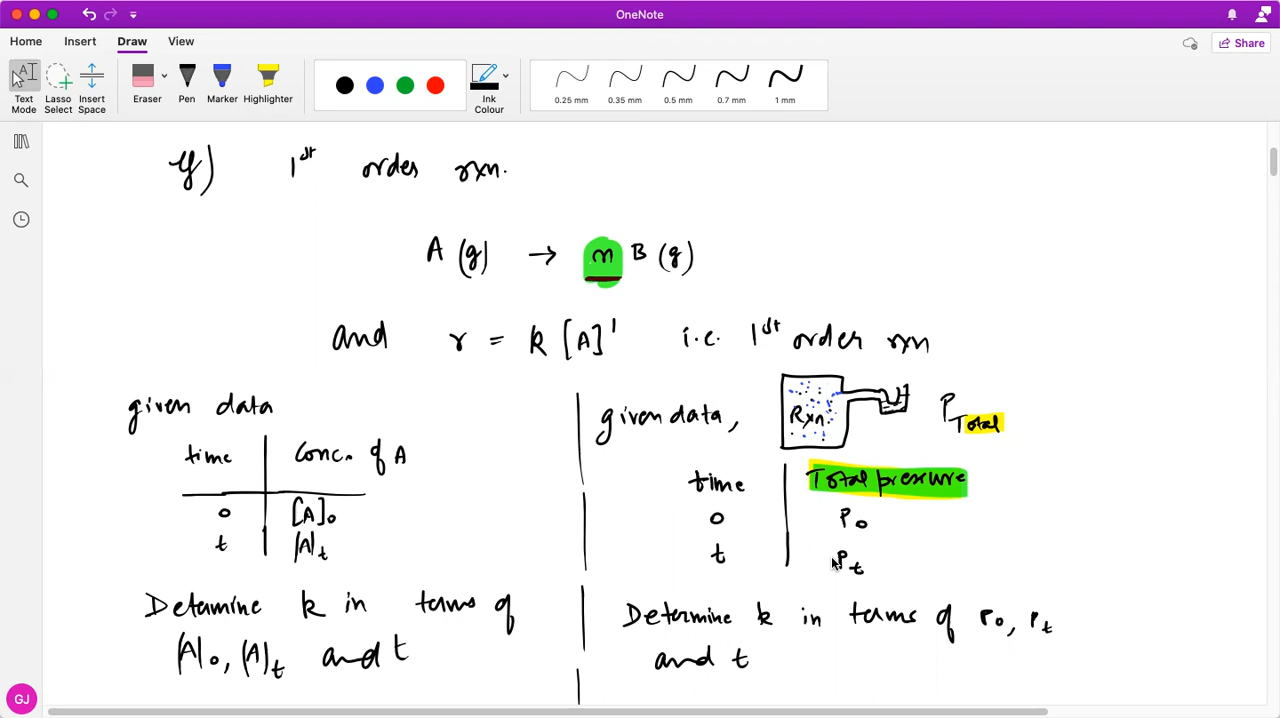 OneNote
Home Insert Draw View
Share
Text Mode
Lasso Select
Insert Space
Eraser
Pen
Marker
Highlighter
Ink Colour
0.25 mm
0.35 mm
0.5 mm
0.7 mm
1 mm
1st order rxn.
A (g) → n B (g)
and r = k [A]¹ i.e. 1st order rxn
given data
time | conc. of A
0 | [A]₀
t | [A]t
Determine k in terms of
[A]₀, [A]t and t
given data,
Rxn
P Total
time | Total pressure
0 | P₀
t | Pt
Determine k in terms of P₀, Pt
and t
GJ